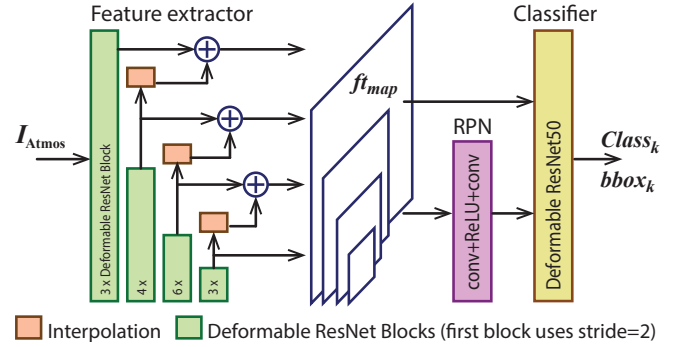 Feature extractor
Classifier
ft_map
I_Atmos
RPN
Class_k
bbox_k
3 x Deformable ResNet Block
4 x
6 x
3 x
conv+ReLU+conv
Deformable ResNet50
Interpolation
Deformable ResNet Blocks (first block uses stride=2)